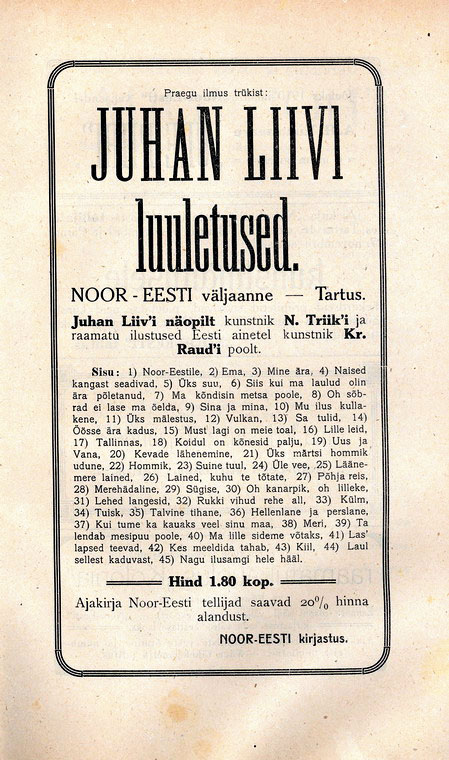 Praegu ilmus trükist:
JUHAN LIIVI
luuletused.
NOOR-EESTI väljaanne — Tartus.
Juhan Liiv'i näopilt kunstnik N. Triik'i ja
raamatu ilustused Eesti ainetel kunstnik Kr.
Raud'i poolt.
Sisu: 1) Noor-Eestile, 2) Ema, 3) Mine ära, 4) Naised
kangast seadivad, 5) Üks suu, 6) Siis kui ma laulud olin
ära põletanud, 7) Ma kõndisin metsa poole, 8) Oh sõb-
rad ei lase ma öelda, 9) Sina ja mina, 10) Mu ilus kulla-
kene, 11) Üks mälestus, 12) Vulkan, 13) Sa tulid, 14)
Öösse ära kadus, 15) Must lagi on meie toal, 16) Lille leid,
17) Tallinnas, 18) Koidul on kõnesid palju, 19) Uus ja
Vana, 20) Kevade lähenemine, 21) Üks märtsi hommik
udune, 22) Hommik, 23) Suine tuul, 24) Üle vee, 25) Lääne-
mere lained, 26) Lained, kuhu te tõtate, 27) Põhja reis,
28) Merehädaline, 29) Sügise, 30) Oh kanarpik, oh lilleke,
31) Lehed langesid, 32) Rukki vihud rehe all, 33) Külm,
34) Tuisk, 35) Talvine tihane, 36) Hellenlane ja perslane,
37) Kui tume ka kauaks veel sinu maa, 38) Meri, 39) Ta
lendab mesipuu poole, 40) Ma lille sideme võtaks, 41) Las'
lapsed teevad, 42) Kes meeldida tahab, 43) Kiil, 44) Laul
sellest kaduvast, 45) Nagu ilusamgi hele hääl.
Hind 1.80 kop.
Ajakirja Noor-Eesti tellijad saavad 20% hinna
alandust.
NOOR-EESTI kirjastus.